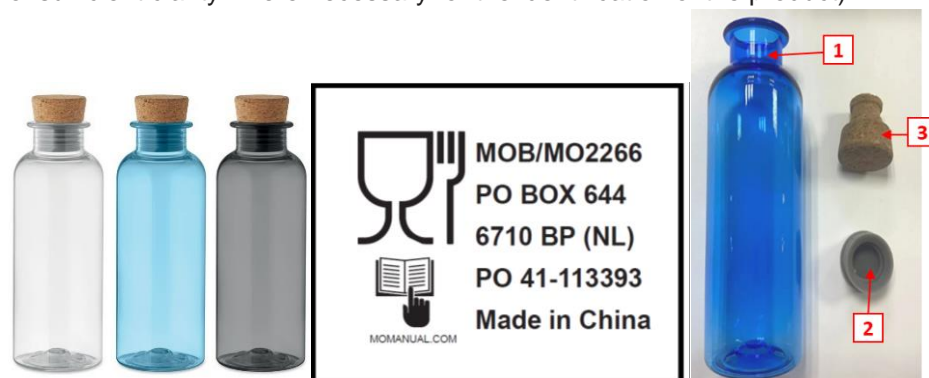 MOB/MO2266
PO BOX 644
6710 BP (NL)
PO 41-113393
Made in China
MOMANUAL.COM
1
3
2